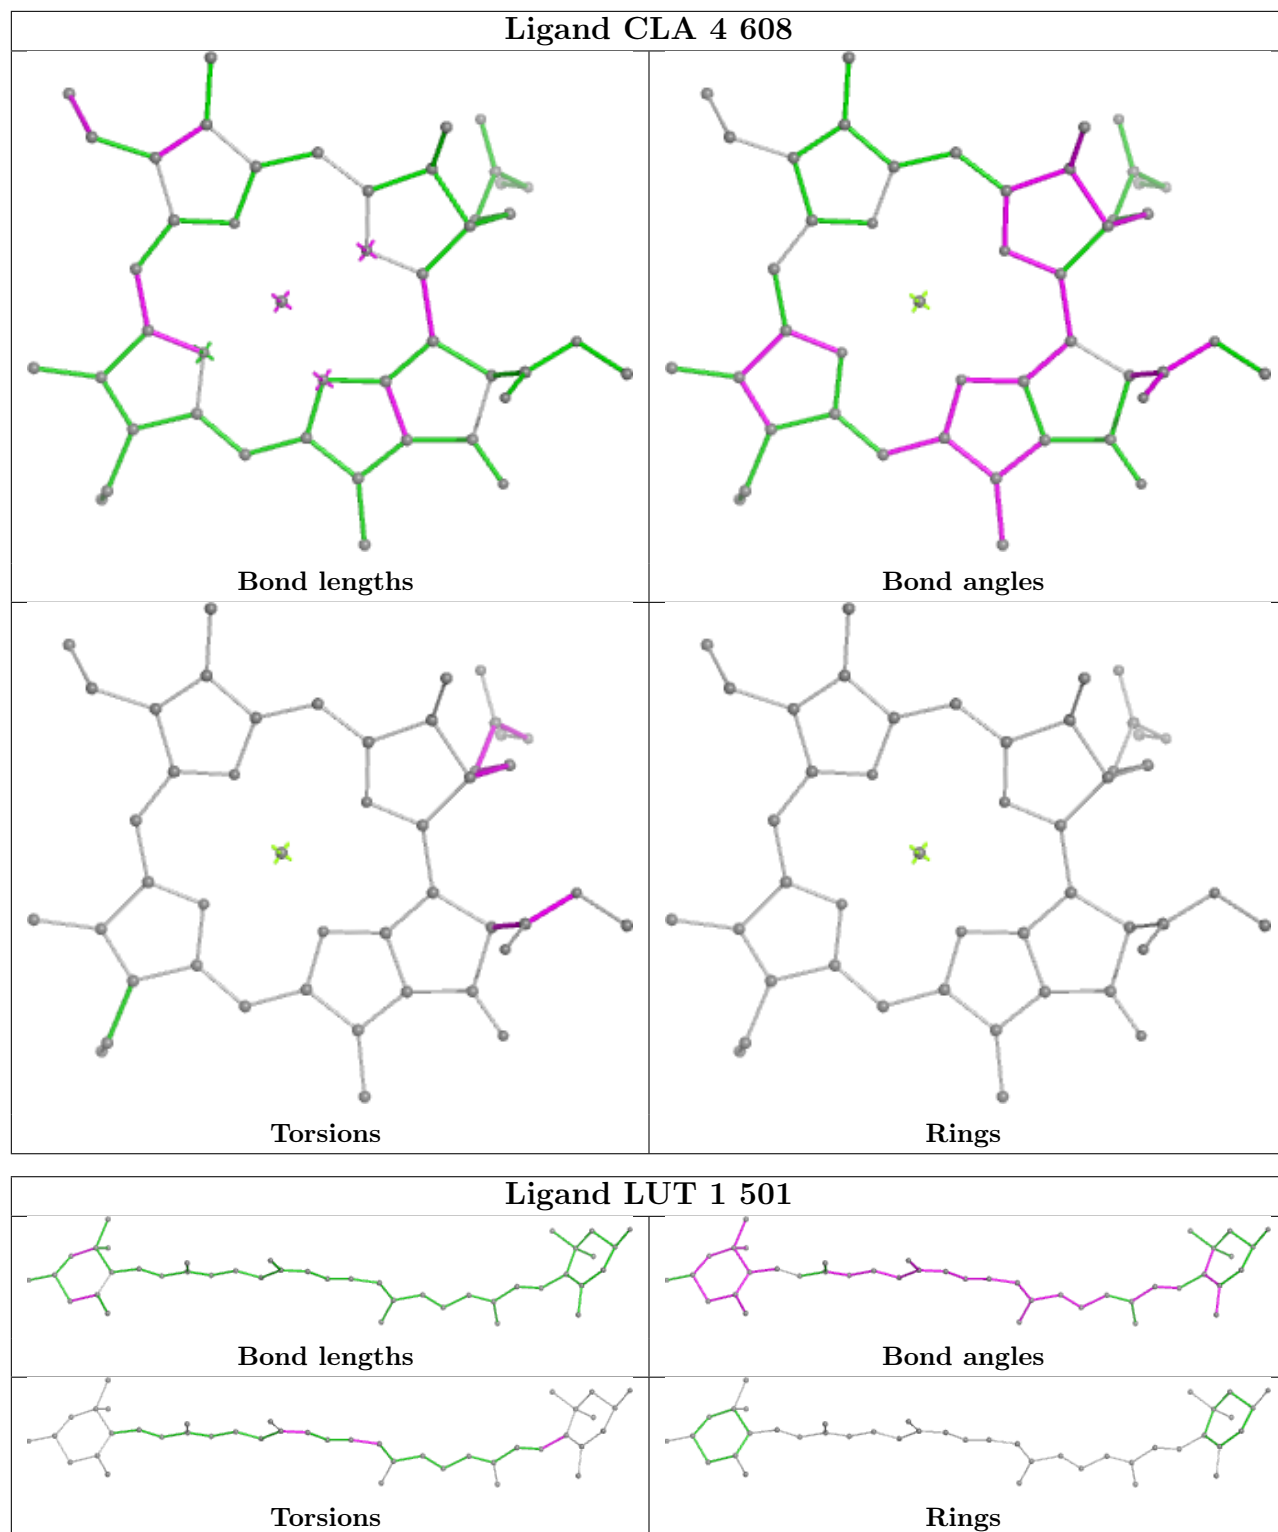 Ligand CLA 4 608
Bond lengths
Bond angles
Torsions
Rings
Ligand LUT 1 501
Bond lengths
Bond angles
Torsions
Rings